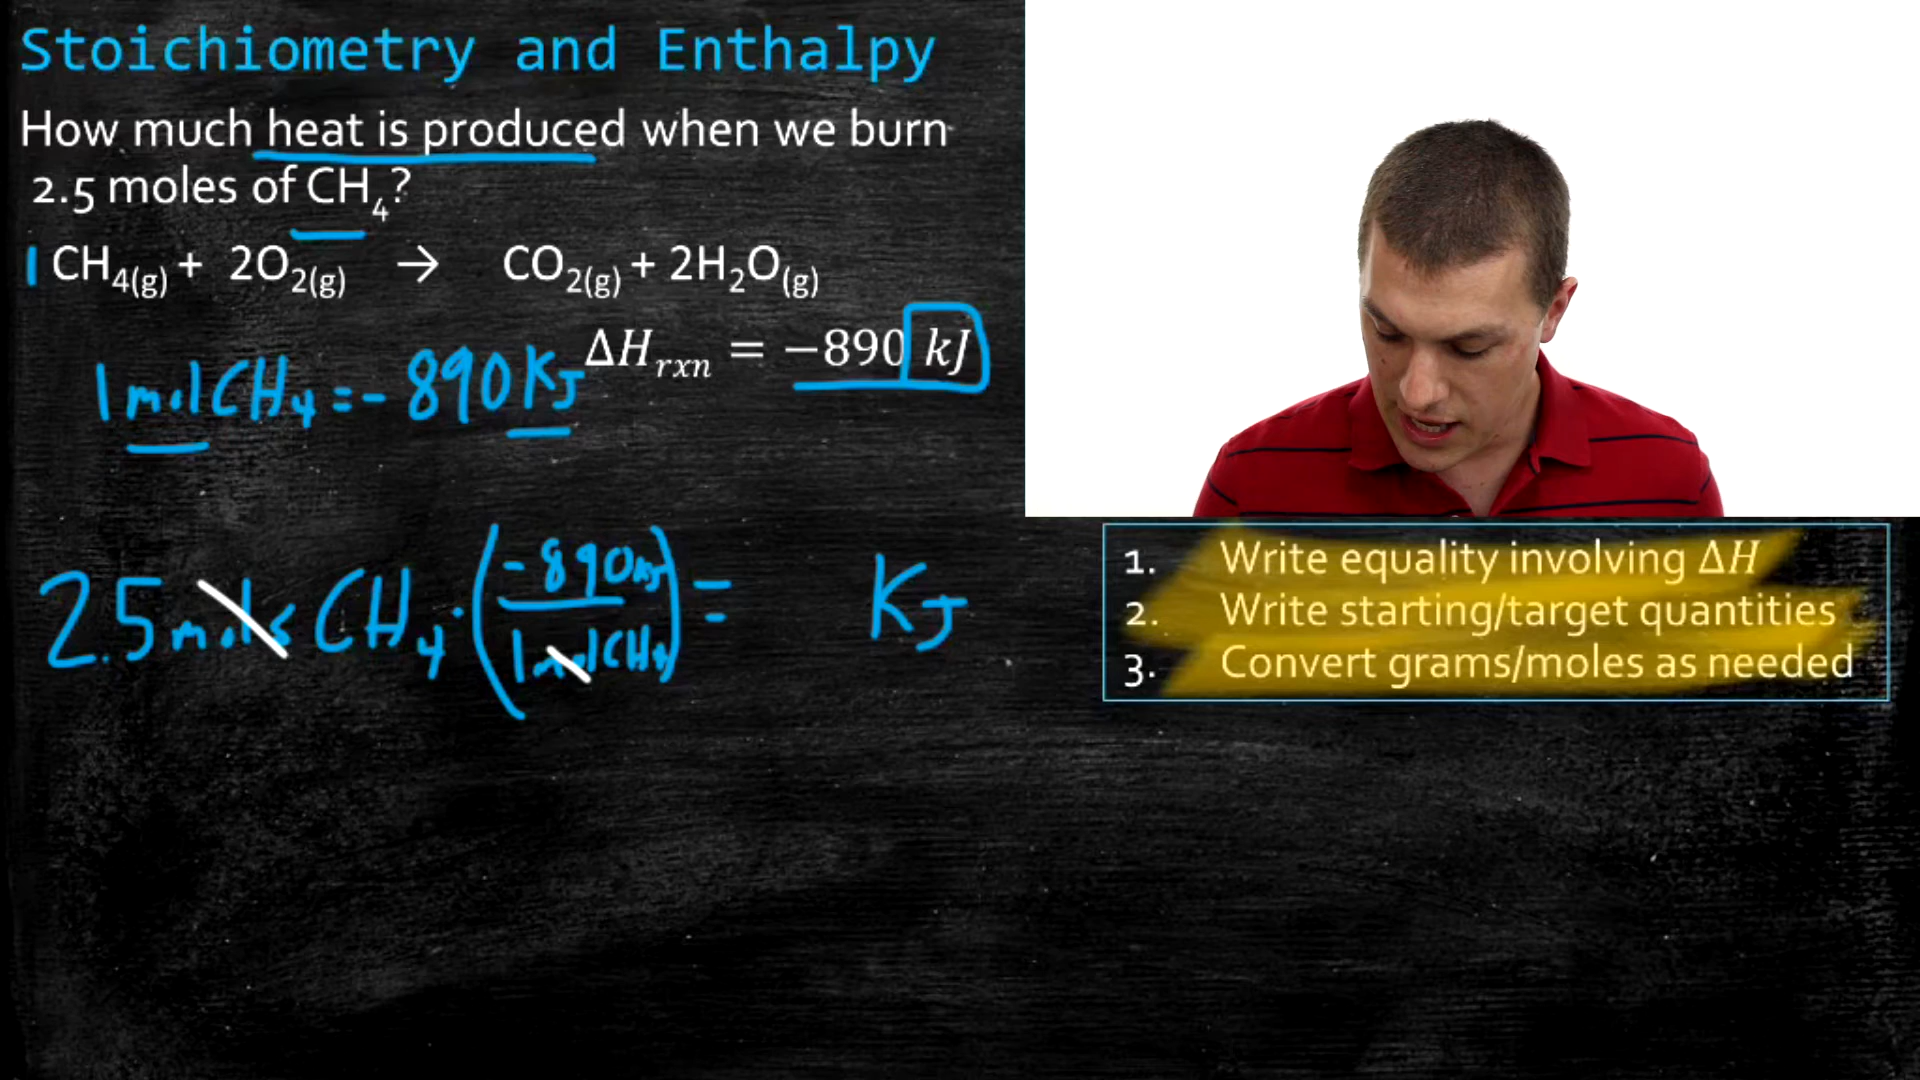 Stoichiometry and Enthalpy
How much heat is produced when we burn
2.5 moles of CH₄?
1 CH₄(g) + 2O₂(g) → CO₂(g) + 2H₂O(g)
ΔHrxn = −890 kJ
1 mol CH₄ = - 890 KJ
2.5 mols CH₄ · (-890 KJ / 1 mol CH₄) = KJ
1. Write equality involving ΔH
2. Write starting/target quantities
3. Convert grams/moles as needed